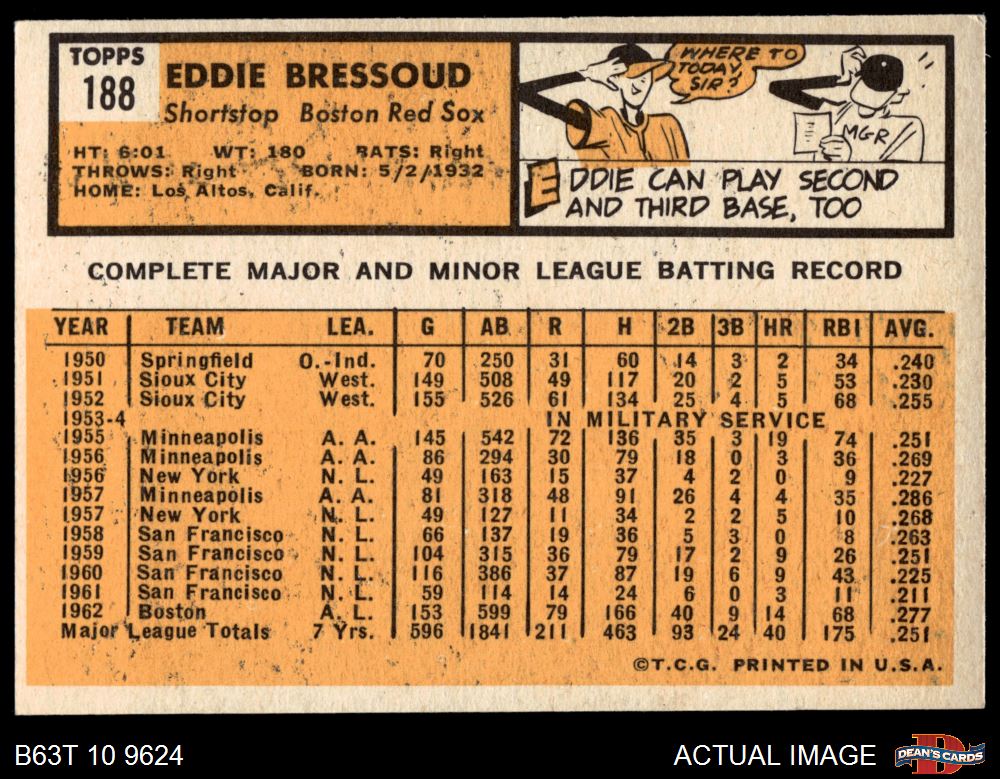 TOPPS
188
EDDIE BRESSOUD
Shortstop Boston Red Sox
HT: 6:01 WT: 180 BATS: Right
THROWS: Right BORN: 5/2/1932
HOME: Los Altos, Calif.
WHERE TO
TODAY,
SIR?
MGR
EDDIE CAN PLAY SECOND
AND THIRD BASE, TOO
COMPLETE MAJOR AND MINOR LEAGUE BATTING RECORD
YEAR TEAM LEA. G AB R H 2B 3B HR RBI AVG.
1950 Springfield O.-Ind. 70 250 31 60 14 3 2 34 .240
1951 Sioux City West. 149 508 49 117 20 2 5 53 .230
1952 Sioux City West. 155 526 61 134 25 4 5 68 .255
1953-4 IN MILITARY SERVICE
1955 Minneapolis A. A. 145 542 72 136 35 3 19 74 .251
1956 Minneapolis A. A. 86 294 30 79 18 0 3 36 .269
1956 New York N. L. 49 163 15 37 4 2 0 9 .227
1957 Minneapolis A. A. 81 318 48 91 26 4 4 35 .286
1957 New York N. L. 49 127 11 34 2 2 5 10 .268
1958 San Francisco N. L. 66 137 19 36 5 3 0 8 .263
1959 San Francisco N. L. 104 315 36 79 17 2 9 26 .251
1960 San Francisco N. L. 116 386 37 87 19 6 9 43 .225
1961 San Francisco N. L. 59 114 14 24 6 0 3 11 .211
1962 Boston A. L. 153 599 79 166 40 9 14 68 .277
Major League Totals 7 Yrs. 596 1841 211 463 93 24 40 175 .251
©T.C.G. PRINTED IN U.S.A.
B63T 10 9624 ACTUAL IMAGE
DEAN'S CARDS